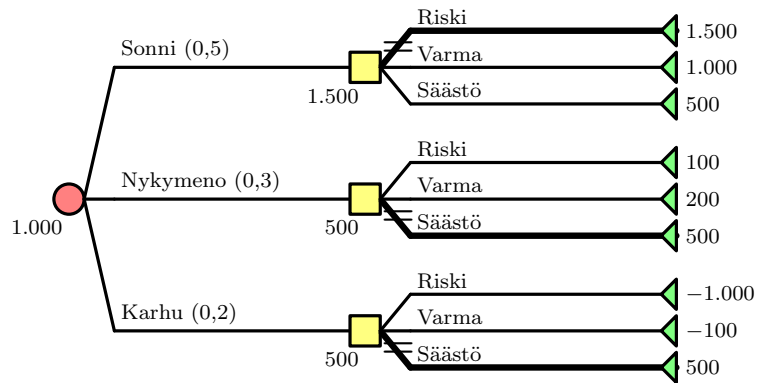 Sonni (0,5)
Riski
1.500
Varma
1.000
Säästö
500
1.500
Nykymeno (0,3)
Riski
100
Varma
200
Säästö
500
500
1.000
Karhu (0,2)
Riski
−1.000
Varma
−100
Säästö
500
500